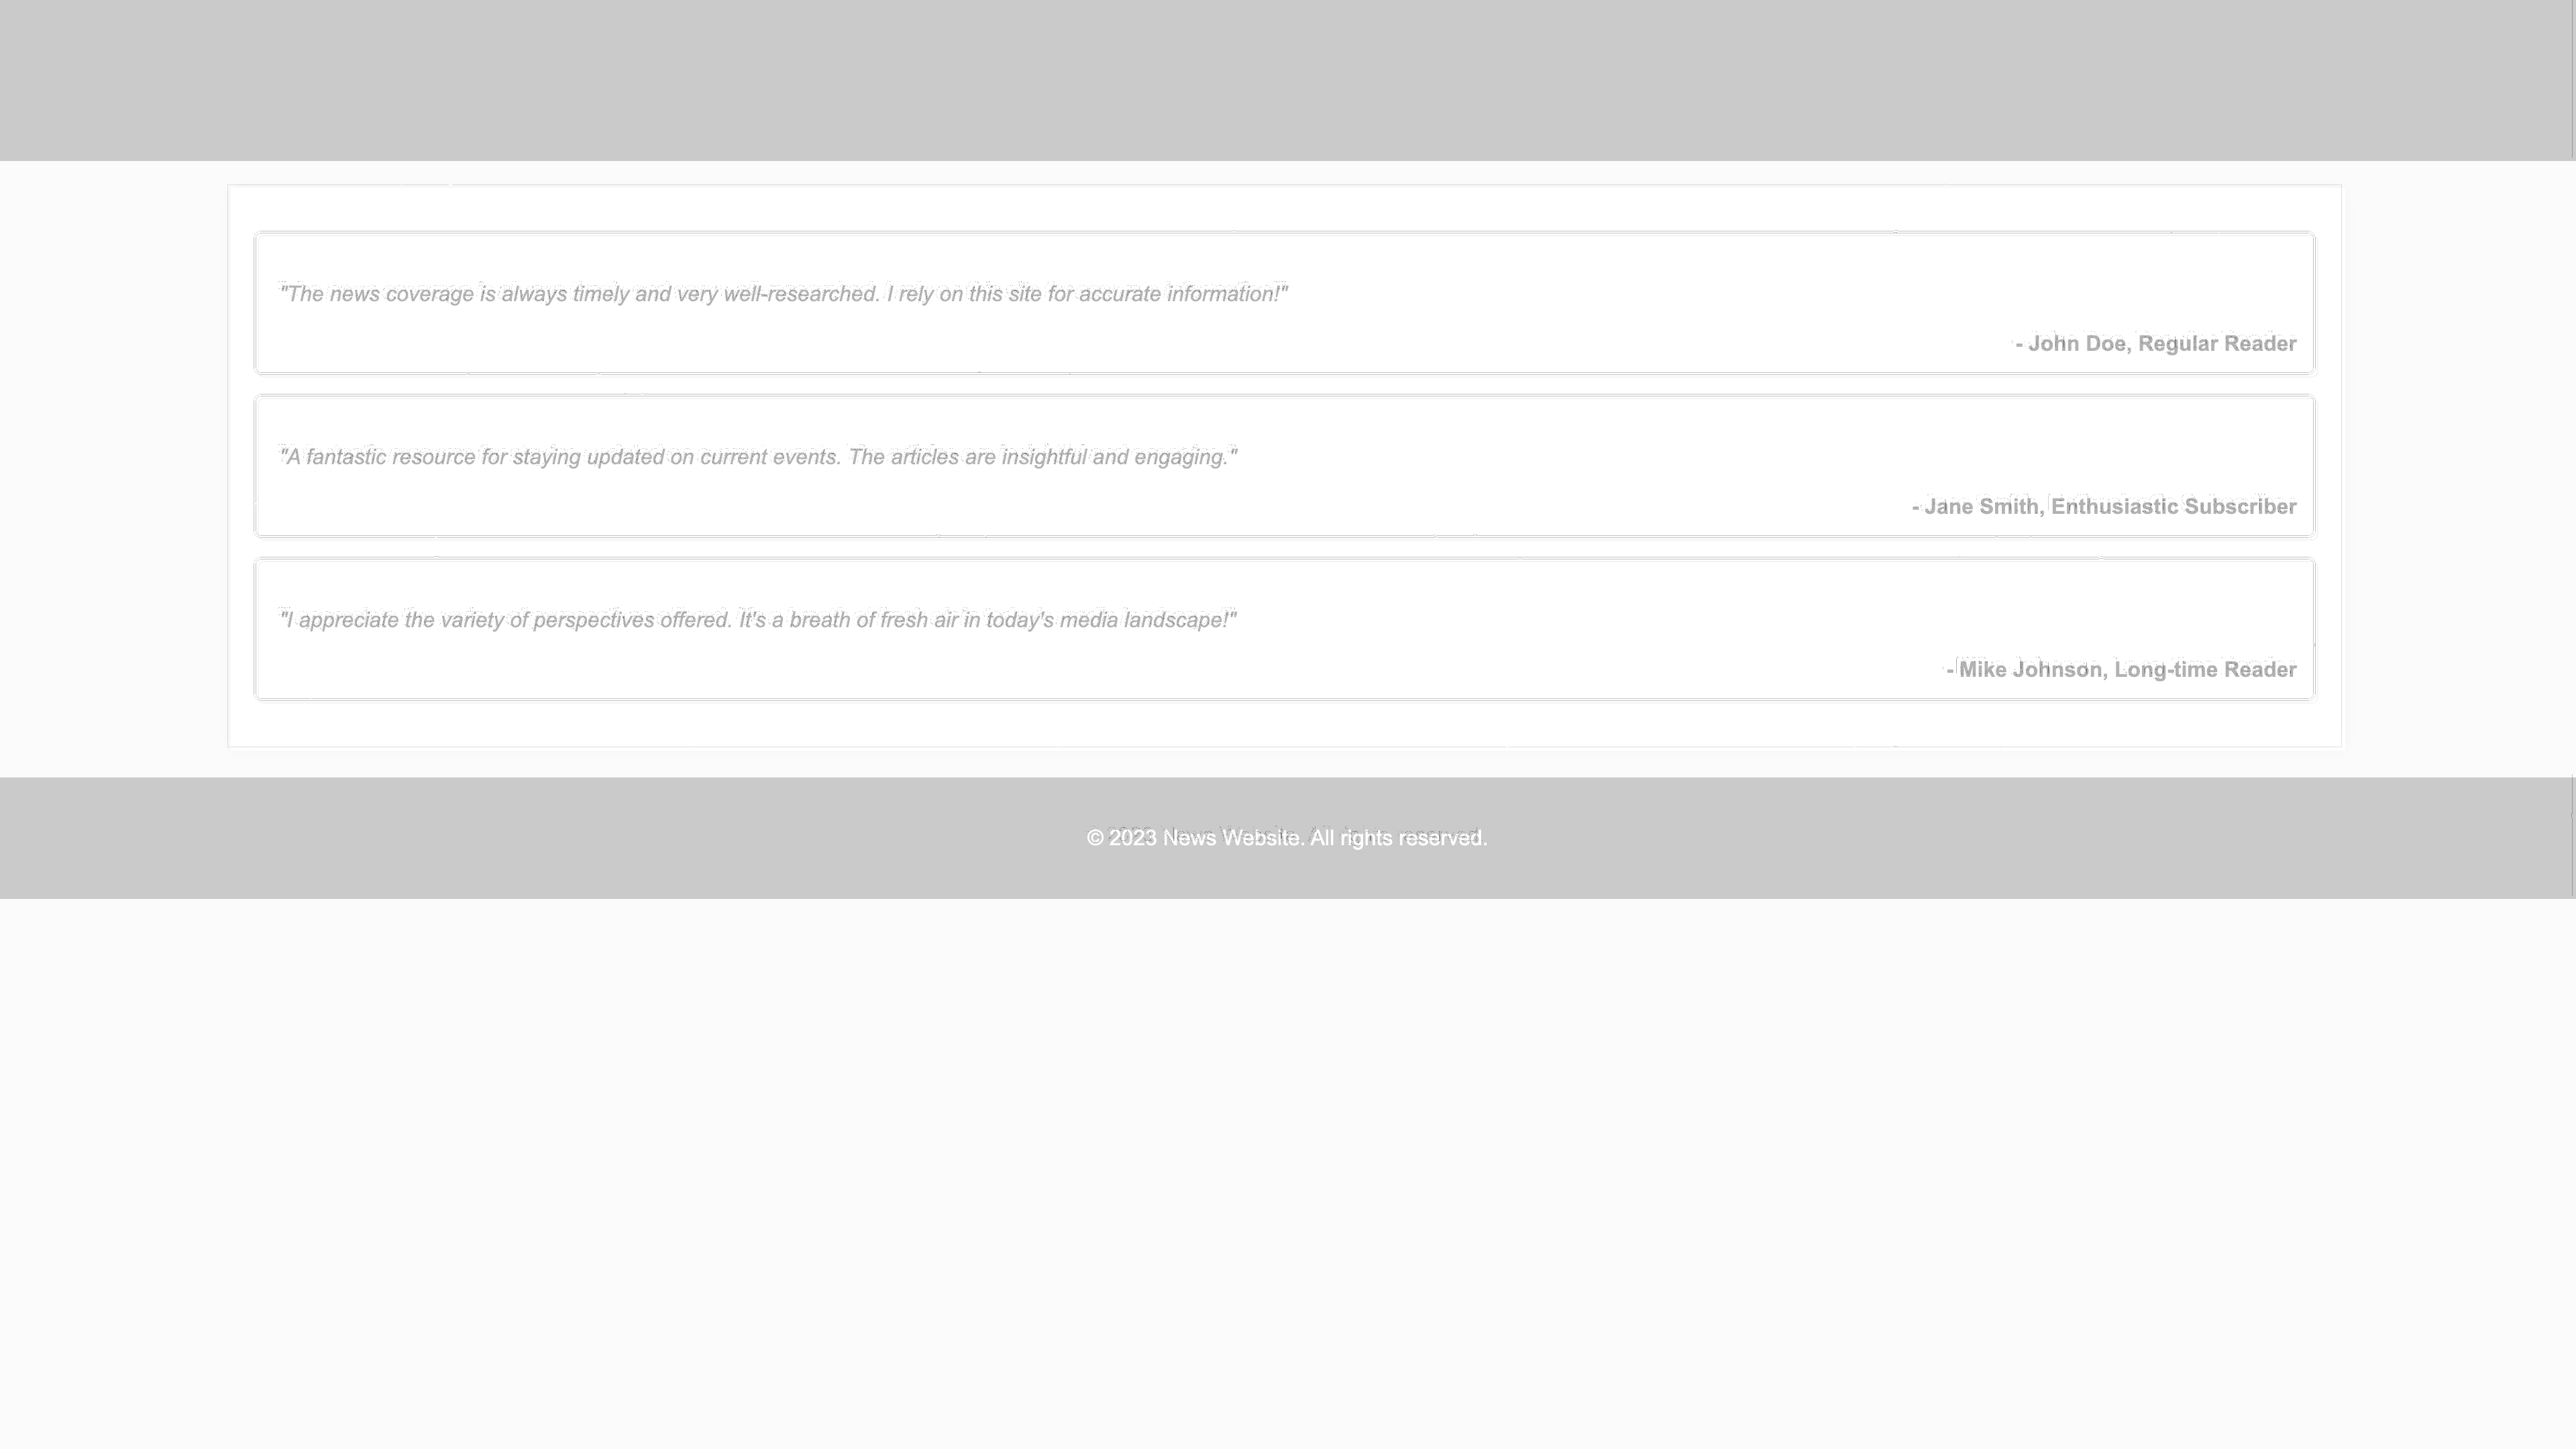 "The news coverage is always timely and very well-researched. I rely on this site for accurate information!"
- John Doe, Regular Reader
"A fantastic resource for staying updated on current events. The articles are insightful and engaging."
- Jane Smith, Enthusiastic Subscriber
"I appreciate the variety of perspectives offered. It's a breath of fresh air in today's media landscape!"
- Mike Johnson, Long-time Reader
© 2023 News Website. All rights reserved.